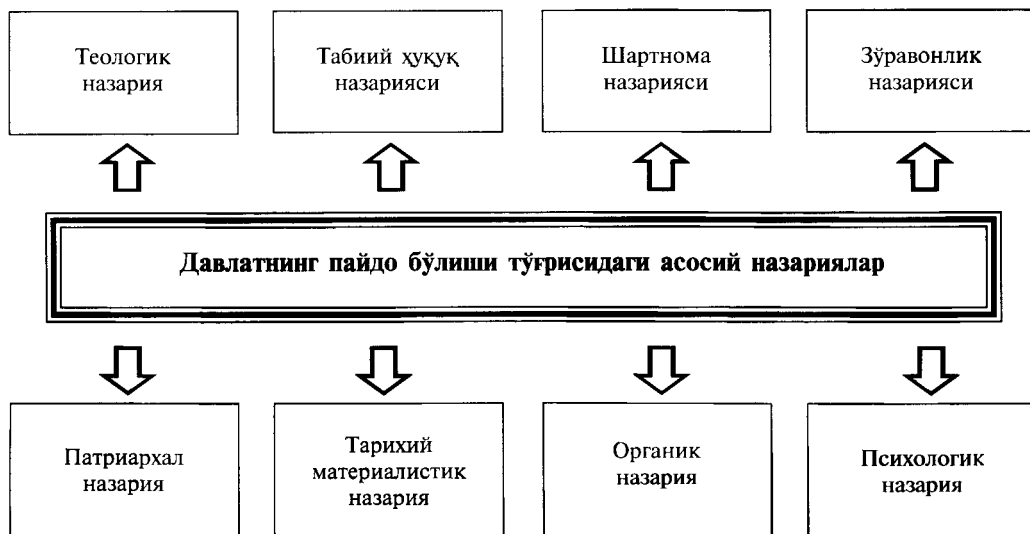 Теологик
назария
Табиий ҳуқуқ
назарияси
Шартнома
назарияси
Зўравонлик
назарияси
Давлатнинг пайдо бўлиши тўғрисидаги асосий назариялар
Патриархал
назария
Тарихий
материалистик
назария
Органик
назария
Психологик
назария